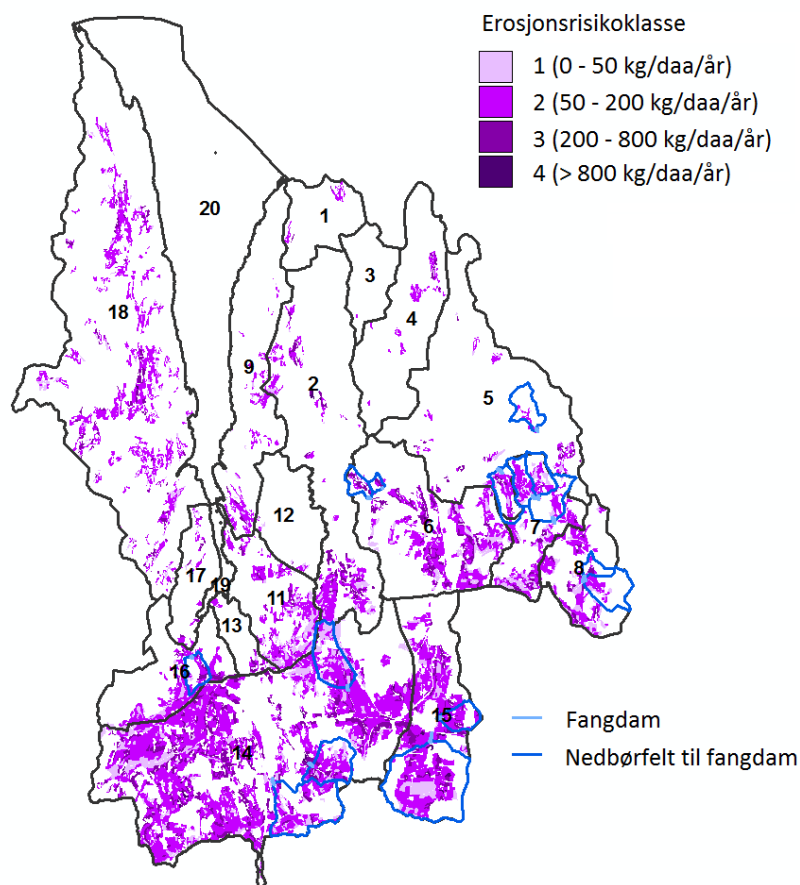 Erosjonsrisikoklasse
1 (0 - 50 kg/daa/år)
2 (50 - 200 kg/daa/år)
3 (200 - 800 kg/daa/år)
4 (> 800 kg/daa/år)
20
1
3
18
4
9
2
5
12
6
7
17
19
11
8
13
16
15
14
Fangdam
Nedbørfelt til fangdam